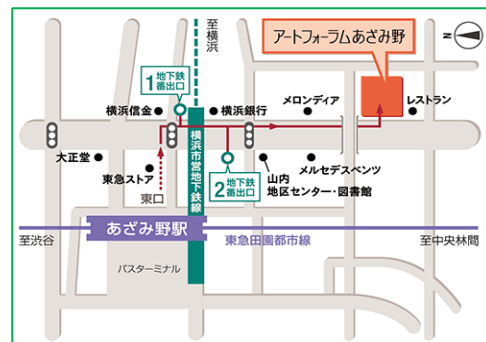 至横浜
アートフォーラムあざみ野
N
地下鉄
1番出口
横浜信金
横浜銀行
メロンディア
レストラン
大正堂
東急ストア
東口
横浜市営地下鉄線
地下鉄
2番出口
山内
地区センター・図書館
メルセデスベンツ
あざみ野駅
至渋谷
東急田園都市線
至中央林間
バスターミナル